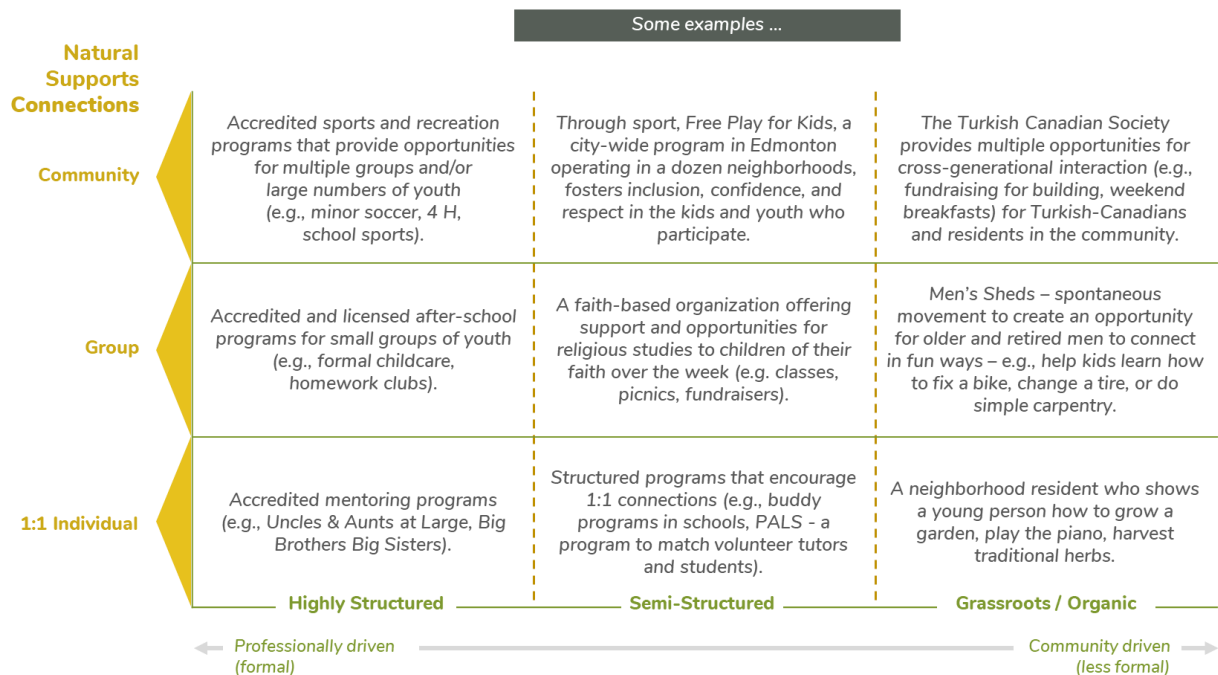 Some examples ...
Natural
Supports
Connections
Community
Accredited sports and recreation
programs that provide opportunities
for multiple groups and/or
large numbers of youth
(e.g., minor soccer, 4 H,
school sports).
Through sport, Free Play for Kids, a
city-wide program in Edmonton
operating in a dozen neighborhoods,
fosters inclusion, confidence, and
respect in the kids and youth who
participate.
The Turkish Canadian Society
provides multiple opportunities for
cross-generational interaction (e.g.,
fundraising for building, weekend
breakfasts) for Turkish-Canadians
and residents in the community.
Group
Accredited and licensed after-school
programs for small groups of youth
(e.g., formal childcare,
homework clubs).
A faith-based organization offering
support and opportunities for
religious studies to children of their
faith over the week (e.g. classes,
picnics, fundraisers).
Men's Sheds – spontaneous
movement to create an opportunity
for older and retired men to connect
in fun ways – e.g., help kids learn how
to fix a bike, change a tire, or do
simple carpentry.
1:1 Individual
Accredited mentoring programs
(e.g., Uncles & Aunts at Large, Big
Brothers Big Sisters).
Structured programs that encourage
1:1 connections (e.g., buddy
programs in schools, PALS - a
program to match volunteer tutors
and students).
A neighborhood resident who shows
a young person how to grow a
garden, play the piano, harvest
traditional herbs.
Highly Structured
Semi-Structured
Grassroots / Organic
Professionally driven
(formal)
Community driven
(less formal)